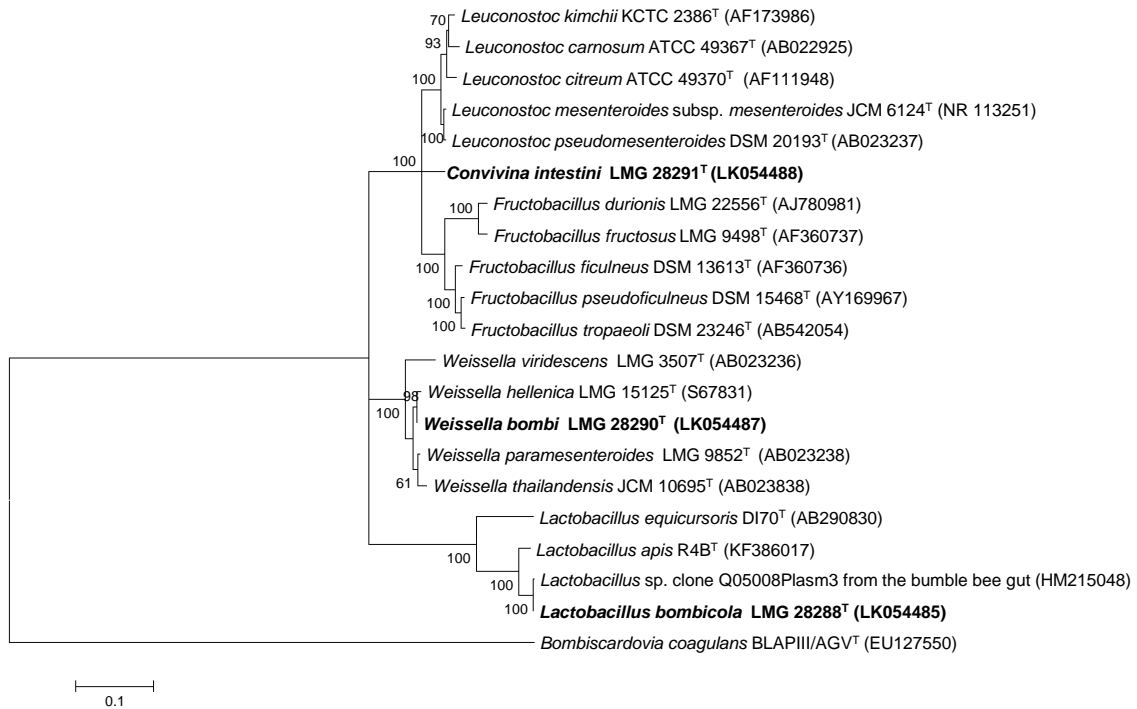 70
Leuconostoc kimchii KCTC 2386ᵀ (AF173986)
93
Leuconostoc carnosum ATCC 49367ᵀ (AB022925)
100
Leuconostoc citreum ATCC 49370ᵀ (AF111948)
Leuconostoc mesenteroides subsp. mesenteroides JCM 6124ᵀ (NR 113251)
100
Leuconostoc pseudomesenteroides DSM 20193ᵀ (AB023237)
100
Convivina intestini LMG 28291ᵀ (LK054488)
100
Fructobacillus durionis LMG 22556ᵀ (AJ780981)
Fructobacillus fructosus LMG 9498ᵀ (AF360737)
100
Fructobacillus ficulneus DSM 13613ᵀ (AF360736)
100
Fructobacillus pseudoficulneus DSM 15468ᵀ (AY169967)
100
Fructobacillus tropaeoli DSM 23246ᵀ (AB542054)
Weissella viridescens LMG 3507ᵀ (AB023236)
98
Weissella hellenica LMG 15125ᵀ (S67831)
100
Weissella bombi LMG 28290ᵀ (LK054487)
Weissella paramesenteroides LMG 9852ᵀ (AB023238)
61
Weissella thailandensis JCM 10695ᵀ (AB023838)
Lactobacillus equicursoris DI70ᵀ (AB290830)
100
Lactobacillus apis R4Bᵀ (KF386017)
100
Lactobacillus sp. clone Q05008Plasm3 from the bumble bee gut (HM215048)
100
Lactobacillus bombicola LMG 28288ᵀ (LK054485)
Bombiscardovia coagulans BLAPIII/AGVᵀ (EU127550)
0.1